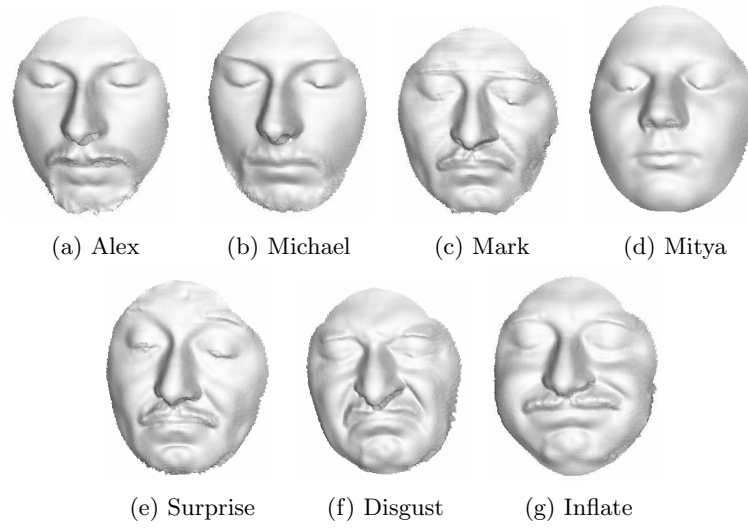 (a) Alex
(b) Michael
(c) Mark
(d) Mitya
(e) Surprise
(f) Disgust
(g) Inflate